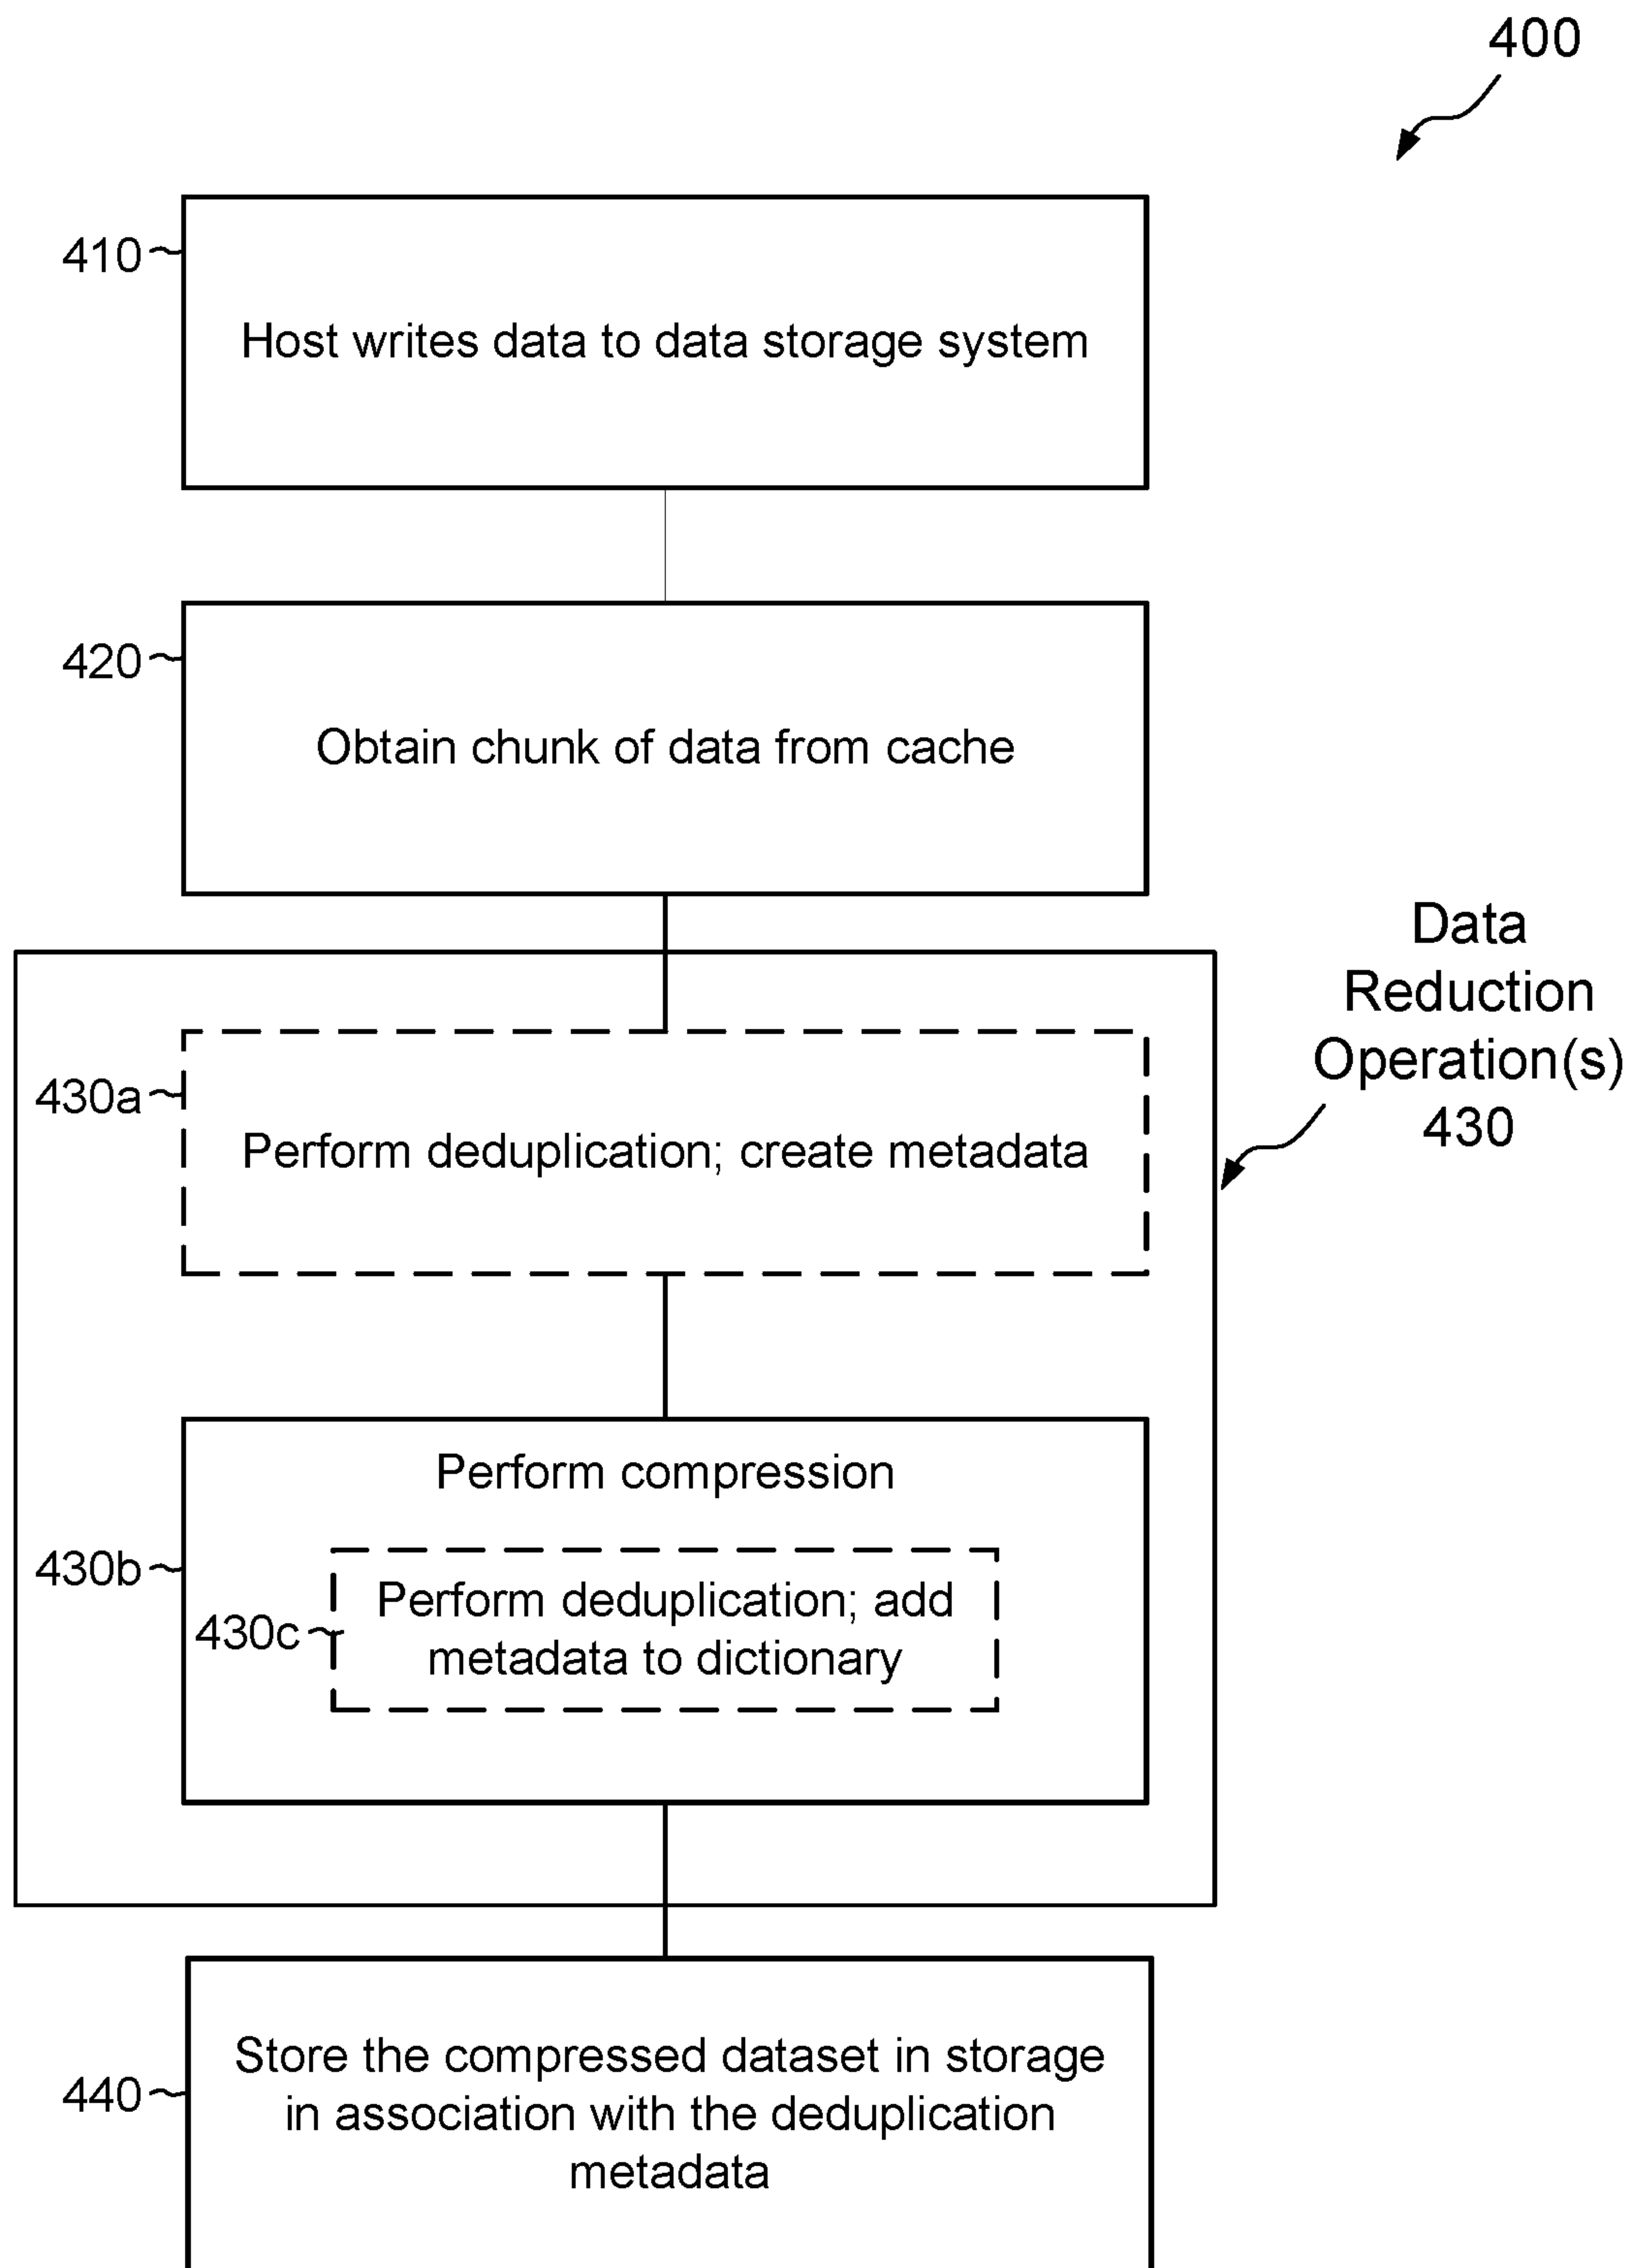 400
410
Host writes data to data storage system
420
Obtain chunk of data from cache
Data
Reduction
Operation(s)
430
430a
Perform deduplication; create metadata
Perform compression
430b
Perform deduplication; add
430c
metadata to dictionary
Store the compressed dataset in storage
440
in association with the deduplication
metadata